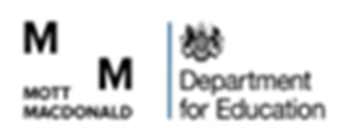 M
M
MOTT
MACDONALD
Department
for Education